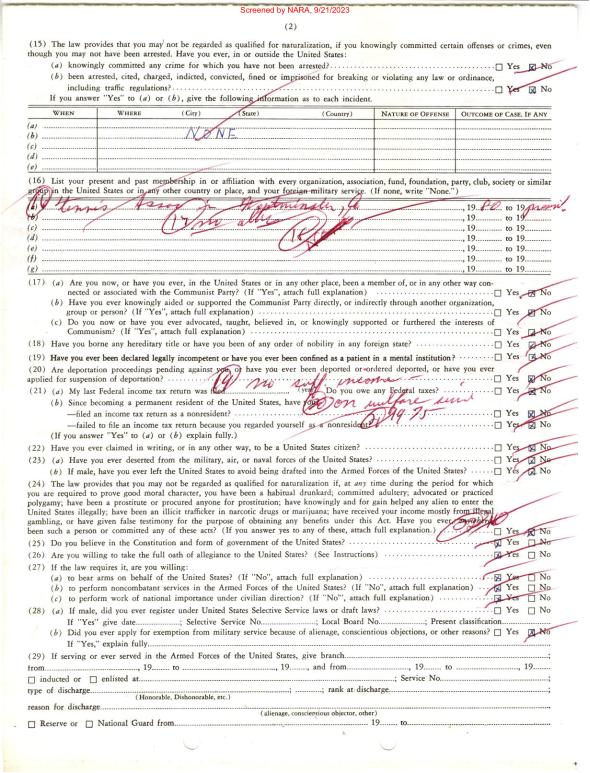 Screened by NARA, 9/21/2023
(2)
(15) The law provides that you may not be regarded as qualified for naturalization, if you knowingly committed certain offenses or crimes, even
though you may not have been arrested. Have you ever, in or outside the United States:
(a) knowingly committed any crime for which you have not been arrested? ☐ Yes ☒ No
(b) been arrested, cited, charged, indicted, convicted, fined or imprisoned for breaking or violating any law or ordinance,
including traffic regulations? ☐ Yes ☒ No
If you answer "Yes" to (a) or (b), give the following information as to each incident.
WHEN WHERE (City) (State) (Country) NATURE OF OFFENSE OUTCOME OF CASE, IF ANY
(a)
(b) NONE
(c)
(d)
(e)
(16) List your present and past membership in or affiliation with every organization, association, fund, foundation, party, club, society or similar
group in the United States or in any other country or place, and your foreign military service. (If none, write "None.")
(a) tennis Assoc in Westminster, Ca , 19 80 to 19 present
(b) , 19 to 19
(c) , 19 to 19
(d) , 19 to 19
(e) , 19 to 19
(f) , 19 to 19
(g) , 19 to 19
(17) (a) Are you now, or have you ever, in the United States or in any other place, been a member of, or in any other way con-
nected or associated with the Communist Party? (If "Yes", attach full explanation) ☐ Yes ☒ No
(b) Have you ever knowingly aided or supported the Communist Party directly, or indirectly through another organization,
group or person? (If "Yes", attach full explanation) ☐ Yes ☒ No
(c) Do you now or have you ever advocated, taught, believed in, or knowingly supported or furthered the interests of
Communism? (If "Yes", attach full explanation) ☐ Yes ☒ No
(18) Have you borne any hereditary title or have you been of any order of nobility in any foreign state? ☐ Yes ☒ No
(19) Have you ever been declared legally incompetent or have you ever been confined as a patient in a mental institution? ☐ Yes ☒ No
(20) Are deportation proceedings pending against you, or have you ever been deported or ordered deported, or have you ever
applied for suspension of deportation? ☐ Yes ☒ No
(21) (a) My last Federal income tax return was filed (year) Do you owe any Federal taxes? ☐ Yes ☒ No
19 no suff income
(b) Since becoming a permanent resident of the United States, have you:
20 on welfare since
—filed an income tax return as a nonresident? ☐ Yes ☒ No
—failed to file an income tax return because you regarded yourself as a nonresident? ☐ Yes ☒ No
(If you answer "Yes" to (a) or (b) explain fully.)
(22) Have you ever claimed in writing, or in any other way, to be a United States citizen? ☐ Yes ☒ No
(23) (a) Have you ever deserted from the military, air, or naval forces of the United States? ☐ Yes ☒ No
(b) If male, have you ever left the United States to avoid being drafted into the Armed Forces of the United States? ☐ Yes ☒ No
(24) The law provides that you may not be regarded as qualified for naturalization if, at any time during the period for which
you are required to prove good moral character, you have been a habitual drunkard; committed adultery; advocated or practiced
polygamy; have been a prostitute or procured anyone for prostitution; have knowingly and for gain helped any alien to enter the
United States illegally; have been an illicit trafficker in narcotic drugs or marijuana; have received your income mostly from illegal
gambling, or have given false testimony for the purpose of obtaining any benefits under this Act. Have you ever, anywhere,
been such a person or committed any of these acts? (If you answer yes to any of these, attach full explanation.) ☐ Yes ☒ No
(25) Do you believe in the Constitution and form of government of the United States? ☒ Yes ☐ No
(26) Are you willing to take the full oath of allegiance to the United States? (See Instructions) ☒ Yes ☐ No
(27) If the law requires it, are you willing:
(a) to bear arms on behalf of the United States? (If "No", attach full explanation) ☒ Yes ☐ No
(b) to perform noncombatant services in the Armed Forces of the United States? (If "No", attach full explanation) ☒ Yes ☐ No
(c) to perform work of national importance under civilian direction? (If "No", attach full explanation) ☒ Yes ☐ No
(28) (a) If male, did you ever register under United States Selective Service laws or draft laws? ☐ Yes ☐ No
If "Yes" give date ; Selective Service No. ; Local Board No. ; Present classification
(b) Did you ever apply for exemption from military service because of alienage, conscientious objections, or other reasons? ☐ Yes ☒ No
If "Yes," explain fully
(29) If serving or ever served in the Armed Forces of the United States, give branch ;
from , 19 to , 19 , and from , 19 to , 19 ;
☐ inducted or ☐ enlisted at ; Service No. ;
type of discharge ; rank at discharge ;
(Honorable, Dishonorable, etc.)
reason for discharge
(alienage, conscientious objector, other)
☐ Reserve or ☐ National Guard from 19 to